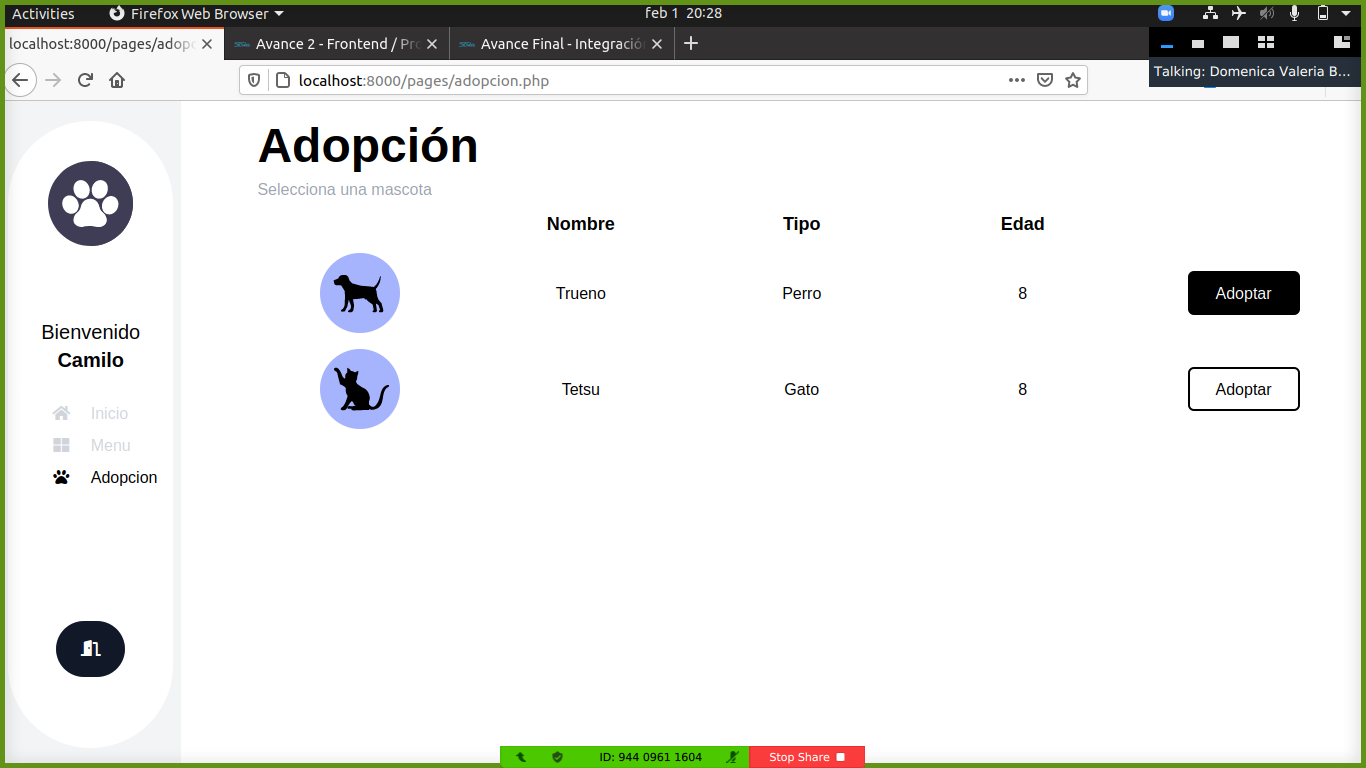 Activities Firefox Web Browser feb 1 20:28
localhost:8000/pages/adopc Avance 2 - Frontend / Pro Avance Final - Integració
localhost:8000/pages/adopcion.php
Talking: Domenica Valeria B...
Adopción
Selecciona una mascota
Nombre Tipo Edad
Trueno Perro 8 Adoptar
Tetsu Gato 8 Adoptar
Bienvenido
Camilo
Inicio
Menu
Adopcion
ID: 944 0961 1604 Stop Share